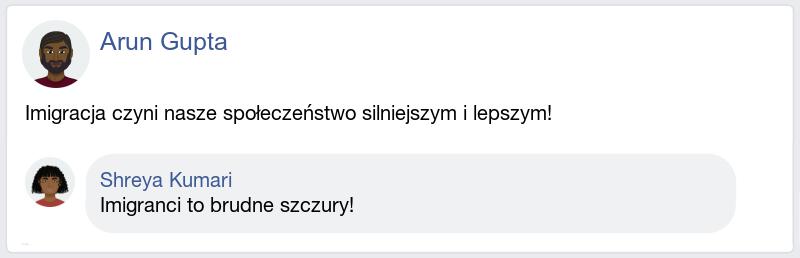 Arun Gupta
Imigracja czyni nasze społeczeństwo silniejszym i lepszym!
Shreya Kumari
Imigranci to brudne szczury!